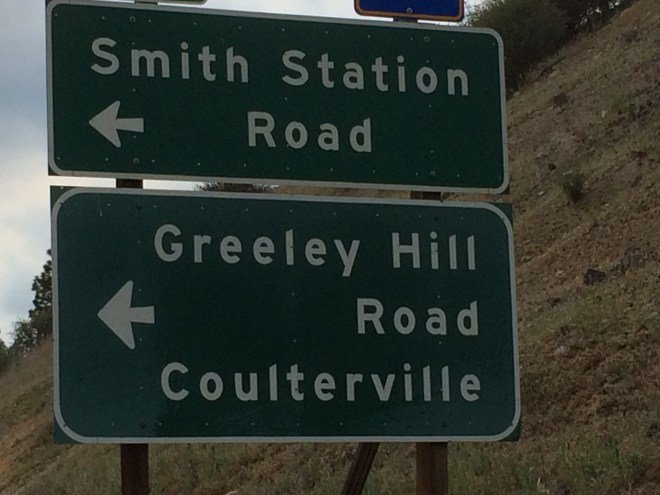 Smith Station
Road
Greeley Hill
Road
Coulterville